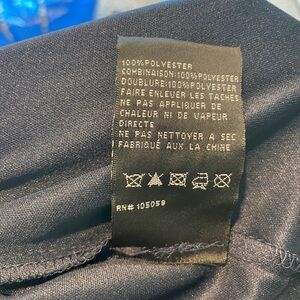 100%POLYESTER
COMBINAISON:100%POLYESTER
DOUBLURE:100%POLYESTER
FAIRE ENLEVER LES TACHES
NE PAS APPLIQUER DE
CHALEUR NI DE VAPEUR
DIRECTE
NE PAS NETTOYER A SEC
FABRIQUÉ AUX LA CHINE
RN# 105059